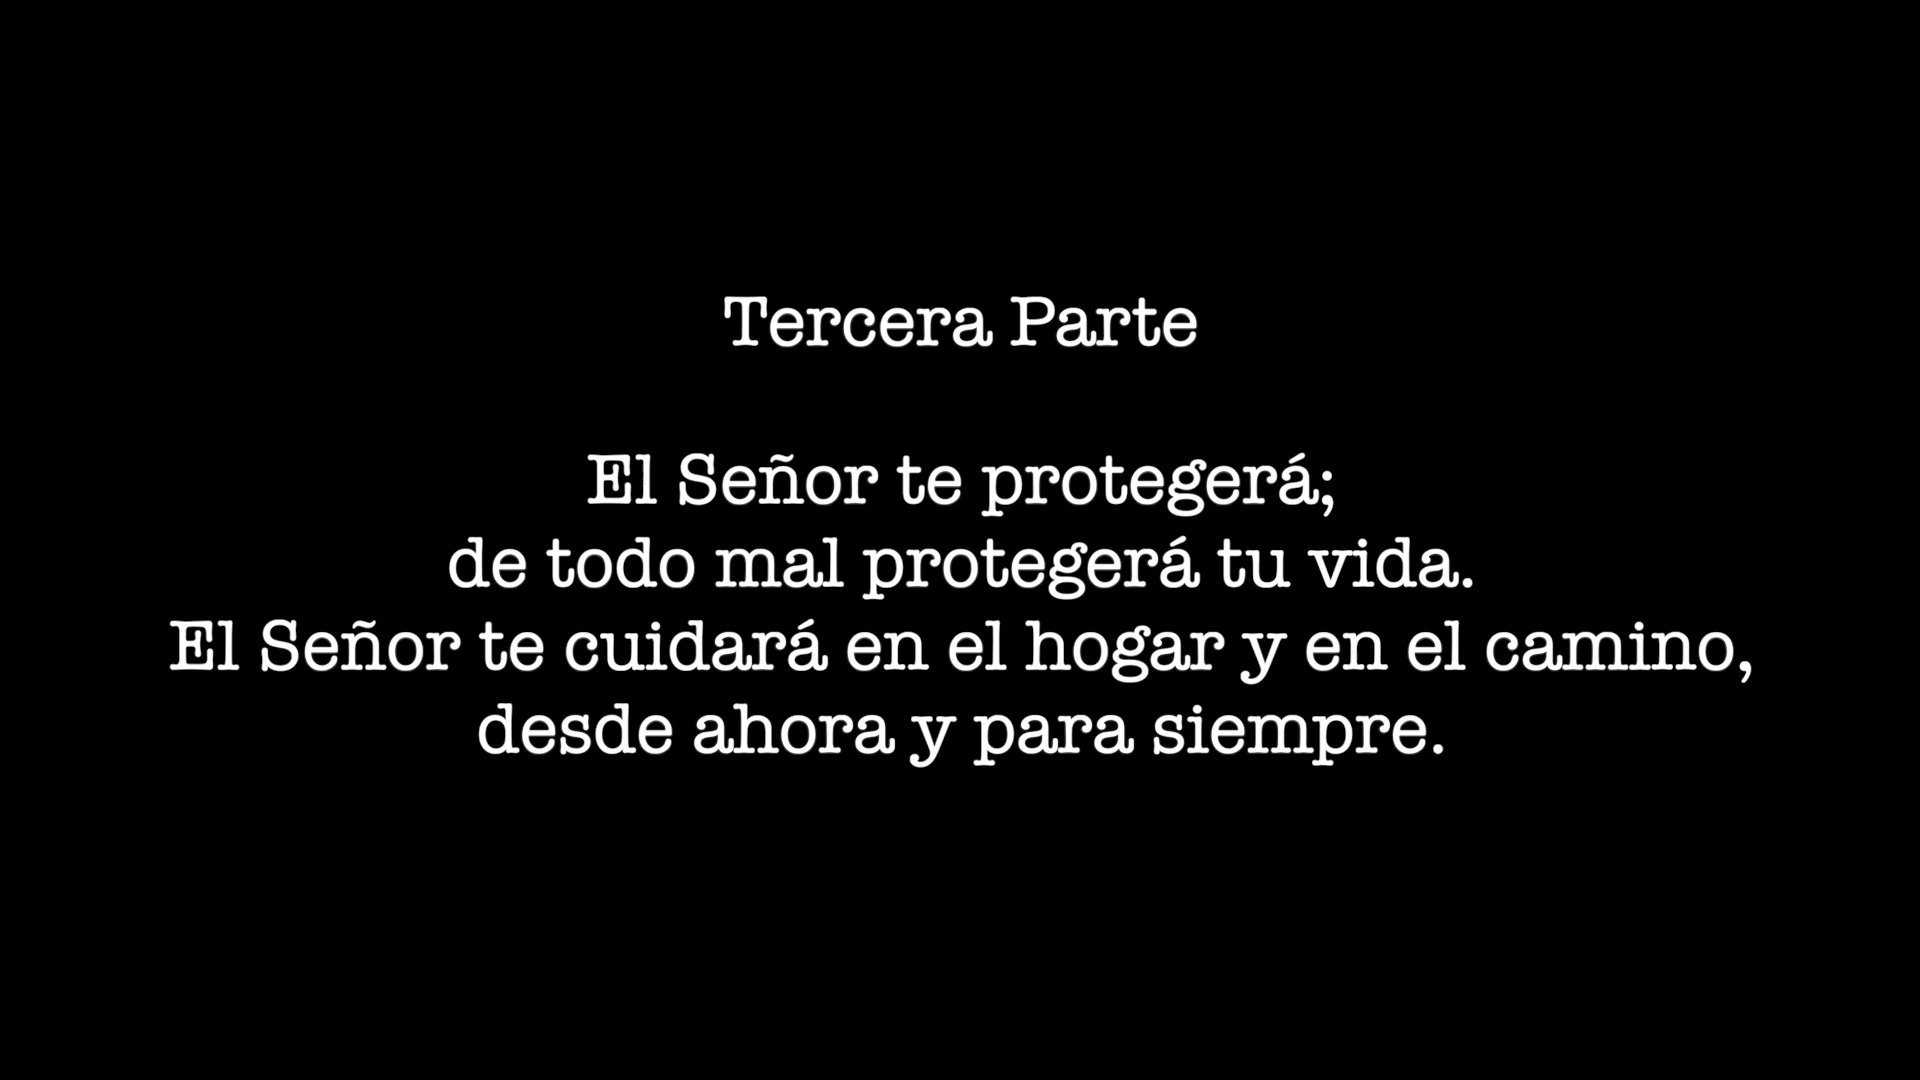 Tercera Parte
El Señor te protegerá;
de todo mal protegerá tu vida.
El Señor te cuidará en el hogar y en el camino,
desde ahora y para siempre.